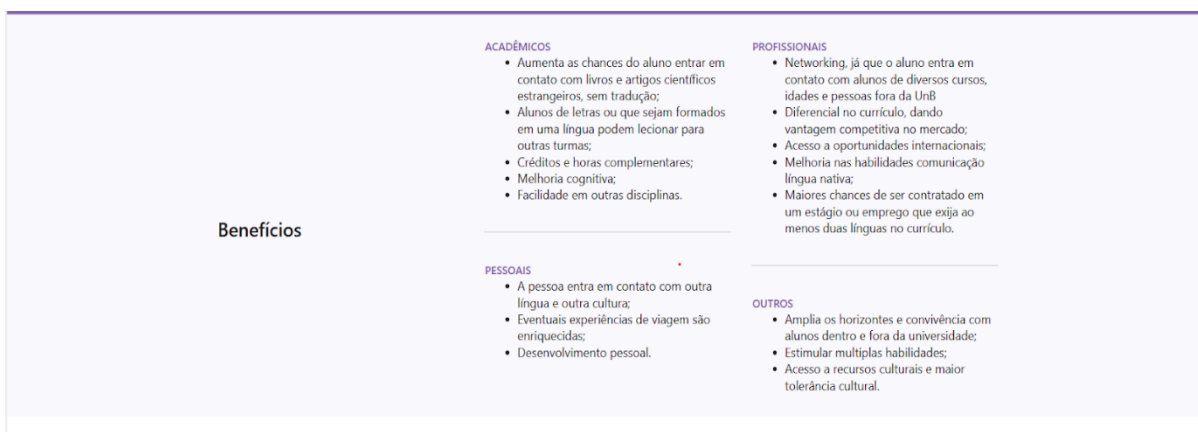 Benefícios
ACADÊMICOS
• Aumenta as chances do aluno entrar em
contato com livros e artigos científicos
estrangeiros, sem tradução;
• Alunos de letras ou que sejam formados
em uma língua podem lecionar para
outras turmas;
• Créditos e horas complementares;
• Melhoria cognitiva;
• Facilidade em outras disciplinas.
PESSOAIS
• A pessoa entra em contato com outra
língua e outra cultura;
• Eventuais experiências de viagem são
enriquecidas;
• Desenvolvimento pessoal.
PROFISSIONAIS
• Networking, já que o aluno entra em
contato com alunos de diversos cursos,
idades e pessoas fora da UnB
• Diferencial no currículo, dando
vantagem competitiva no mercado;
• Acesso a oportunidades internacionais;
• Melhoria nas habilidades comunicação
língua nativa;
• Maiores chances de ser contratado em
um estágio ou emprego que exija ao
menos duas línguas no currículo.
OUTROS
• Amplia os horizontes e convivência com
alunos dentro e fora da universidade;
• Estimular multiplas habilidades;
• Acesso a recursos culturais e maior
tolerância cultural.